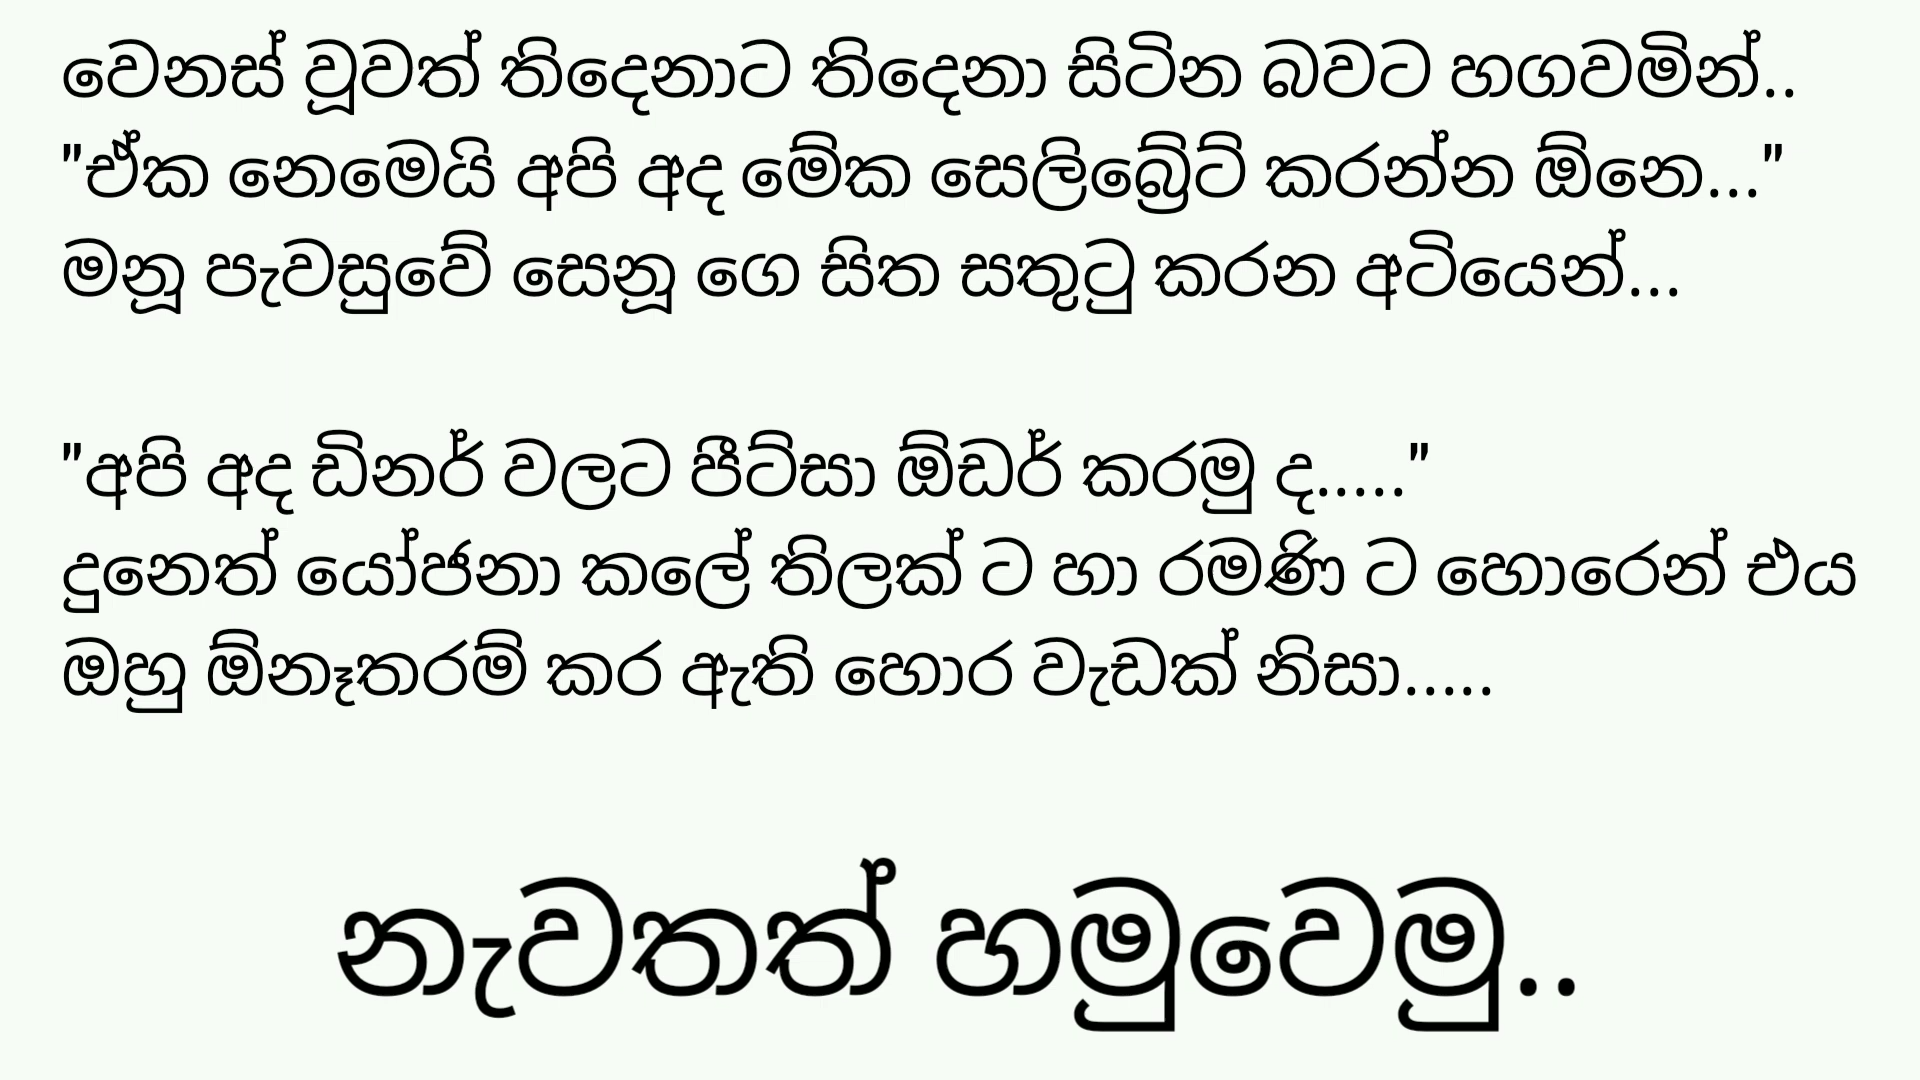 වෙනස් වූවත් තිදෙනාට තිදෙනා සිටින බවට හගවමින්..
"ඒක නෙමෙයි අපි අද මේක සෙලිබ්‍රේට් කරන්න ඕනෙ..."
මනූ පැවසුවේ සෙනූ ගෙ සිත සතුටු කරන අටියෙන්...
"අපි අද ඩිනර් වලට පීට්සා ඕඩර් කරමු ද....."
දුනෙත් යෝජනා කලේ තිලක් ට හා රමණි ට හොරෙන් එය
ඔහු ඕනෑතරම් කර ඇති හොර වැඩක් නිසා.....
නැවතත් හමුවෙමු..